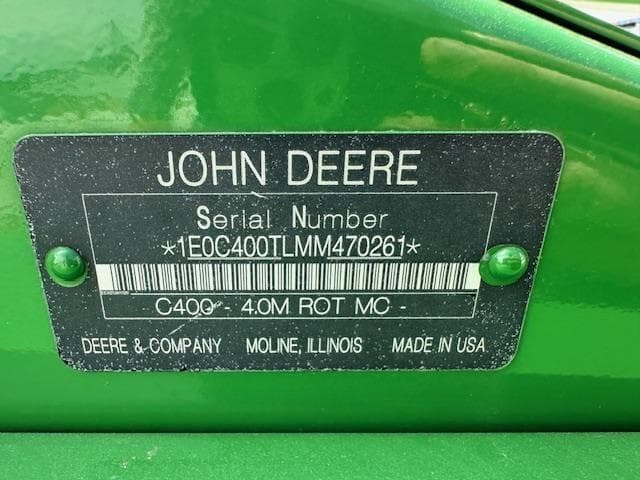 JOHN DEERE
Serial Number
*1E0C400TLMM470261*
C400 - 4.0M ROT MC -
DEERE & COMPANY MOLINE, ILLINOIS MADE IN USA